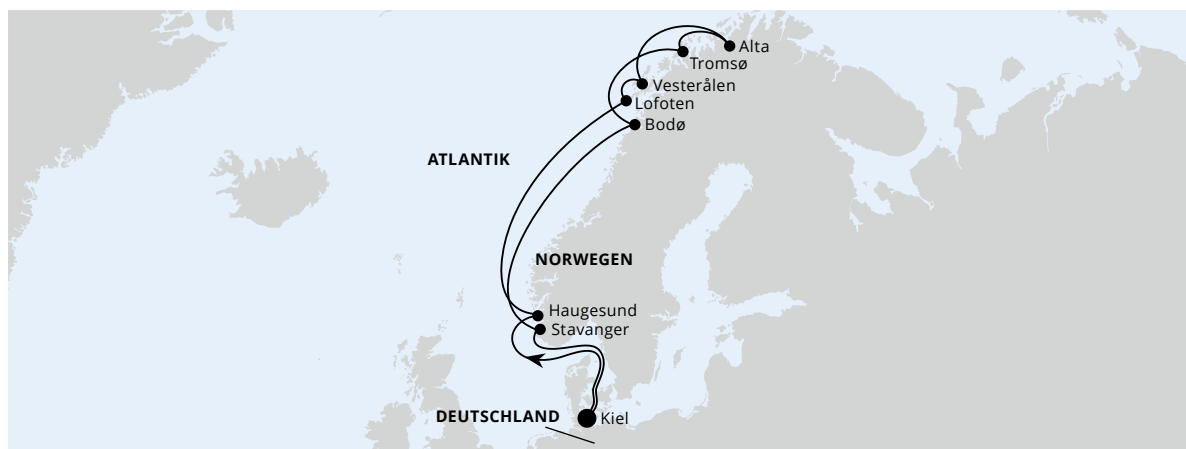 Alta
Tromsø
Vesterålen
Lofoten
Bodø
ATLANTIK
NORWEGEN
Haugesund
Stavanger
DEUTSCHLAND
Kiel